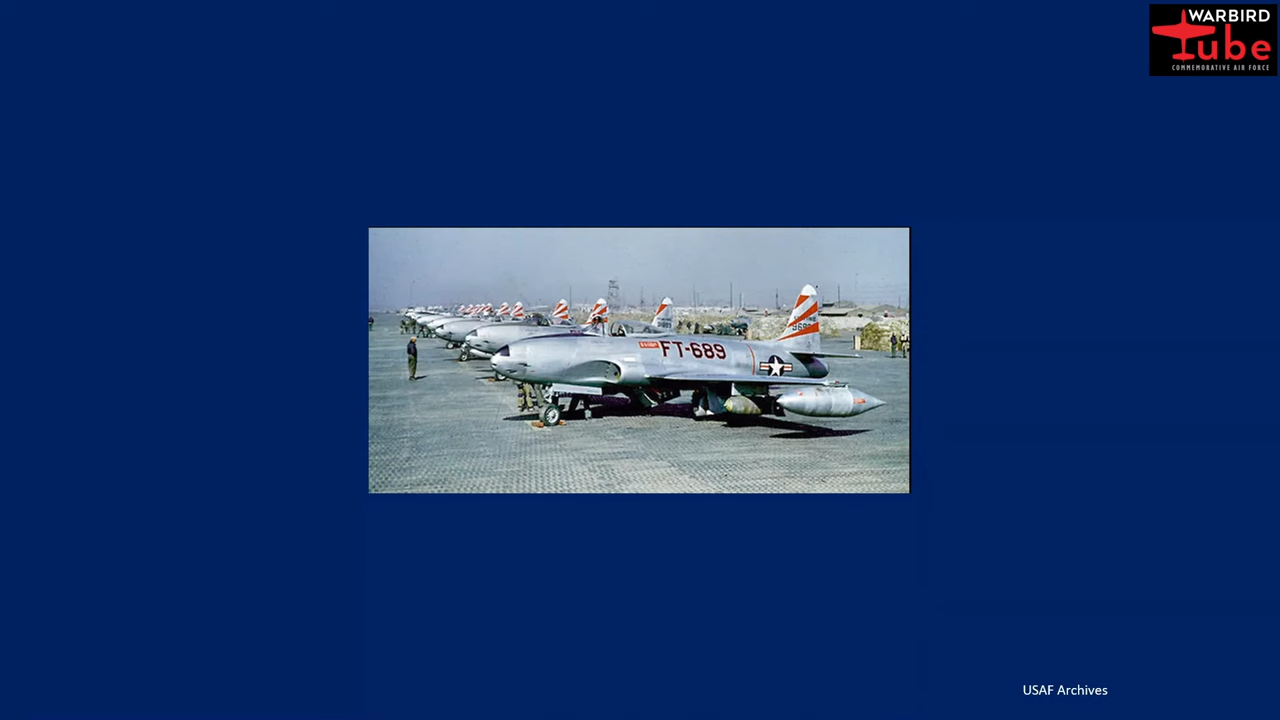 WARBIRD
Tube
COMMEMORATIVE AIR FORCE
FT-689
USAF Archives